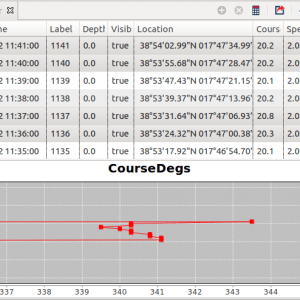 ne Label Depth Visib Location Cours Spe
2 11:41:00 1141 0.0 true 38°54'02.99"N 017°47'34.99" 20.2 2.0
2 11:40:00 1140 0.0 true 38°53'55.68"N 017°47'28.47" 20.2 2.0
2 11:39:00 1139 0.0 true 38°53'47.43"N 017°47'21.15" 20.1 2.0
2 11:38:00 1138 0.0 true 38°53'39.37"N 017°47'13.96" 20.2 2.0
2 11:37:00 1137 0.0 true 38°53'31.64"N 017°47'06.93" 20.8 2.0
2 11:36:00 1136 0.0 true 38°53'24.32"N 017°47'00.38" 20.3 2.0
2 11:35:00 1135 0.0 true 38°53'17.92"N 017°46'54.70" 20.1 2.0
CourseDegs
337 338 339 340 341 342 343 344